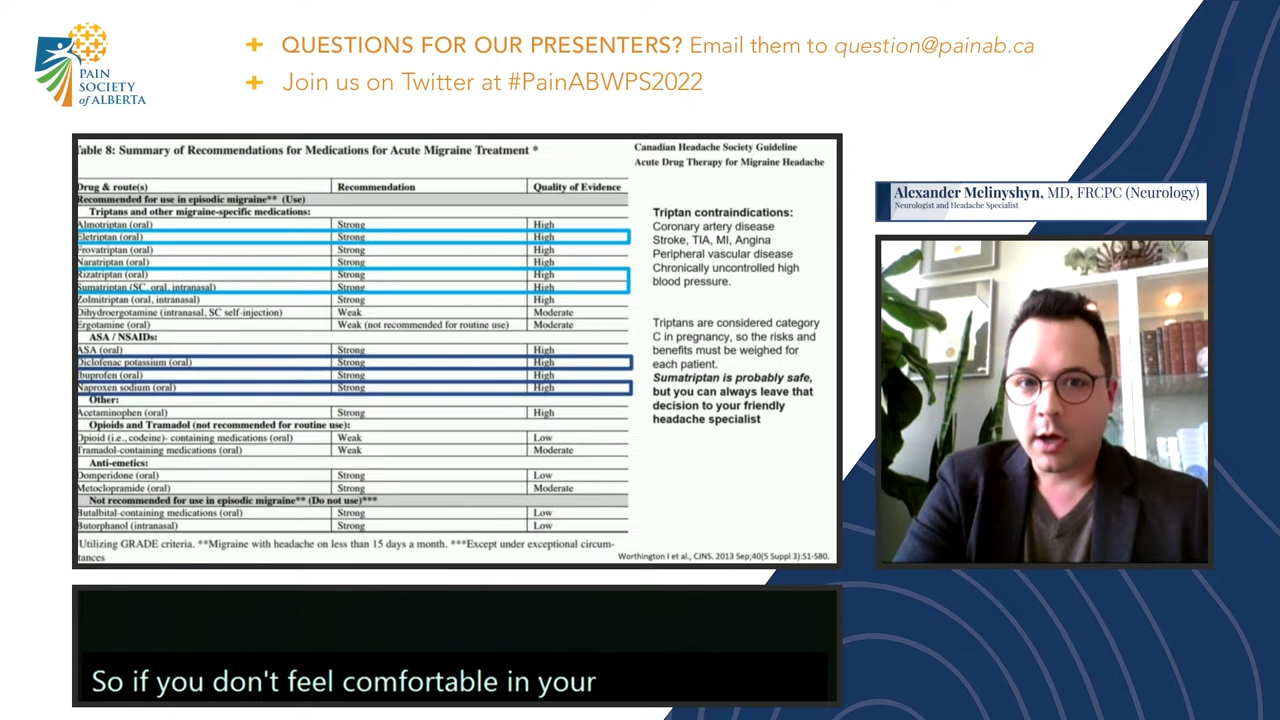 PAIN
SOCIETY
of ALBERTA
+ QUESTIONS FOR OUR PRESENTERS? Email them to question@painab.ca
+ Join us on Twitter at #PainABWPS2022
Table 8: Summary of Recommendations for Medications for Acute Migraine Treatment *
Drug & route(s) Recommendation Quality of Evidence
Recommended for use in episodic migraine** (Use)
Triptans and other migraine-specific medications:
Almotriptan (oral) Strong High
Eletriptan (oral) Strong High
Frovatriptan (oral) Strong High
Naratriptan (oral) Strong High
Rizatriptan (oral) Strong High
Sumatriptan (SC, oral, intranasal) Strong High
Zolmitriptan (oral, intranasal) Strong High
Dihydroergotamine (intranasal, SC self-injection) Weak Moderate
Ergotamine (oral) Weak (not recommended for routine use) Moderate
ASA / NSAIDs:
ASA (oral) Strong High
Diclofenac potassium (oral) Strong High
Ibuprofen (oral) Strong High
Naproxen sodium (oral) Strong High
Other:
Acetaminophen (oral) Strong High
Opioids and Tramadol (not recommended for routine use):
Opioid (i.e., codeine)- containing medications (oral) Weak Low
Tramadol-containing medications (oral) Weak Moderate
Anti-emetics:
Domperidone (oral) Strong Low
Metoclopramide (oral) Strong Moderate
Not recommended for use in episodic migraine** (Do not use)***
Butalbital-containing medications (oral) Strong Low
Butorphanol (intranasal) Strong Low
Utilizing GRADE criteria. **Migraine with headache on less than 15 days a month. ***Except under exceptional circum-
tances
Canadian Headache Society Guideline
Acute Drug Therapy for Migraine Headache
Triptan contraindications:
Coronary artery disease
Stroke, TIA, MI, Angina
Peripheral vascular disease
Chronically uncontrolled high
blood pressure.
Triptans are considered category
C in pregnancy, so the risks and
benefits must be weighed for
each patient.
Sumatriptan is probably safe,
but you can always leave that
decision to your friendly
headache specialist
Worthington I et al., CJNS. 2013 Sep;40(5 Suppl 3):S1-S80.
Alexander Melinyshyn, MD, FRCPC (Neurology)
Neurologist and Headache Specialist
So if you don't feel comfortable in your